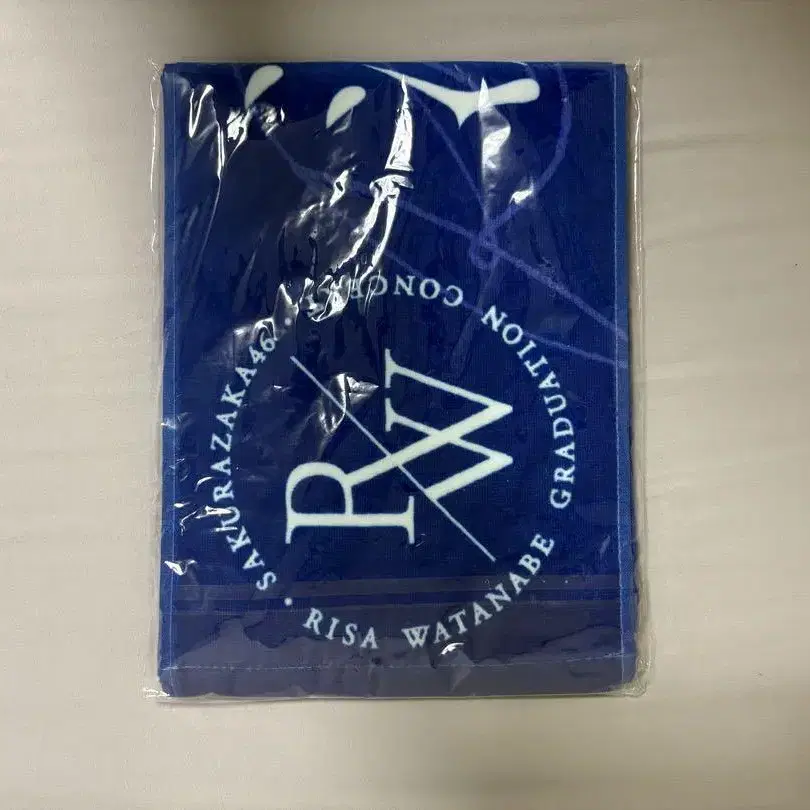 SAKURAZAKA46 · RISA WATANABE GRADUATION CONCERT ·
RW